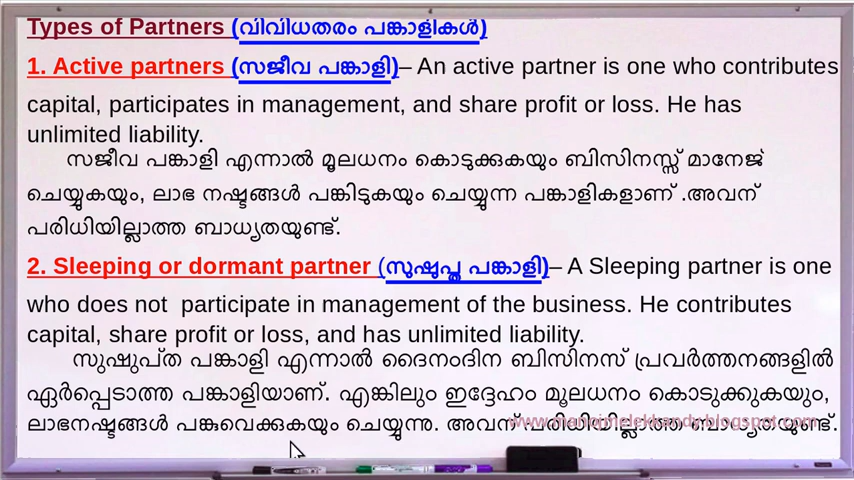 Types of Partners (വിവിധതരം പങ്കാളികൾ)
1. Active partners (സജീവ പങ്കാളി)– An active partner is one who contributes
capital, participates in management, and share profit or loss. He has
unlimited liability.
സജീവ പങ്കാളി എന്നാൽ മൂലധനം കൊടുക്കുകയും ബിസിനസ്സ് മാനേജ്
ചെയ്യുകയും, ലാഭ നഷ്ടങ്ങൾ പങ്കിടുകയും ചെയ്യുന്ന പങ്കാളികളാണ് .അവന്
പരിധിയില്ലാത്ത ബാധ്യതയുണ്ട്.
2. Sleeping or dormant partner (സുഷുപ്ത പങ്കാളി)– A Sleeping partner is one
who does not participate in management of the business. He contributes
capital, share profit or loss, and has unlimited liability.
സുഷുപ്ത പങ്കാളി എന്നാൽ ദൈനംദിന ബിസിനസ് പ്രവർത്തനങ്ങളിൽ
ഏർപ്പെടാത്ത പങ്കാളിയാണ്. എങ്കിലും ഇദ്ദേഹം മൂലധനം കൊടുക്കുകയും,
ലാഭനഷ്ടങ്ങൾ പങ്കുവെക്കുകയും ചെയ്യുന്നു. അവന് പരിധിയില്ലാത്ത ബാധ്യതയുണ്ട്.